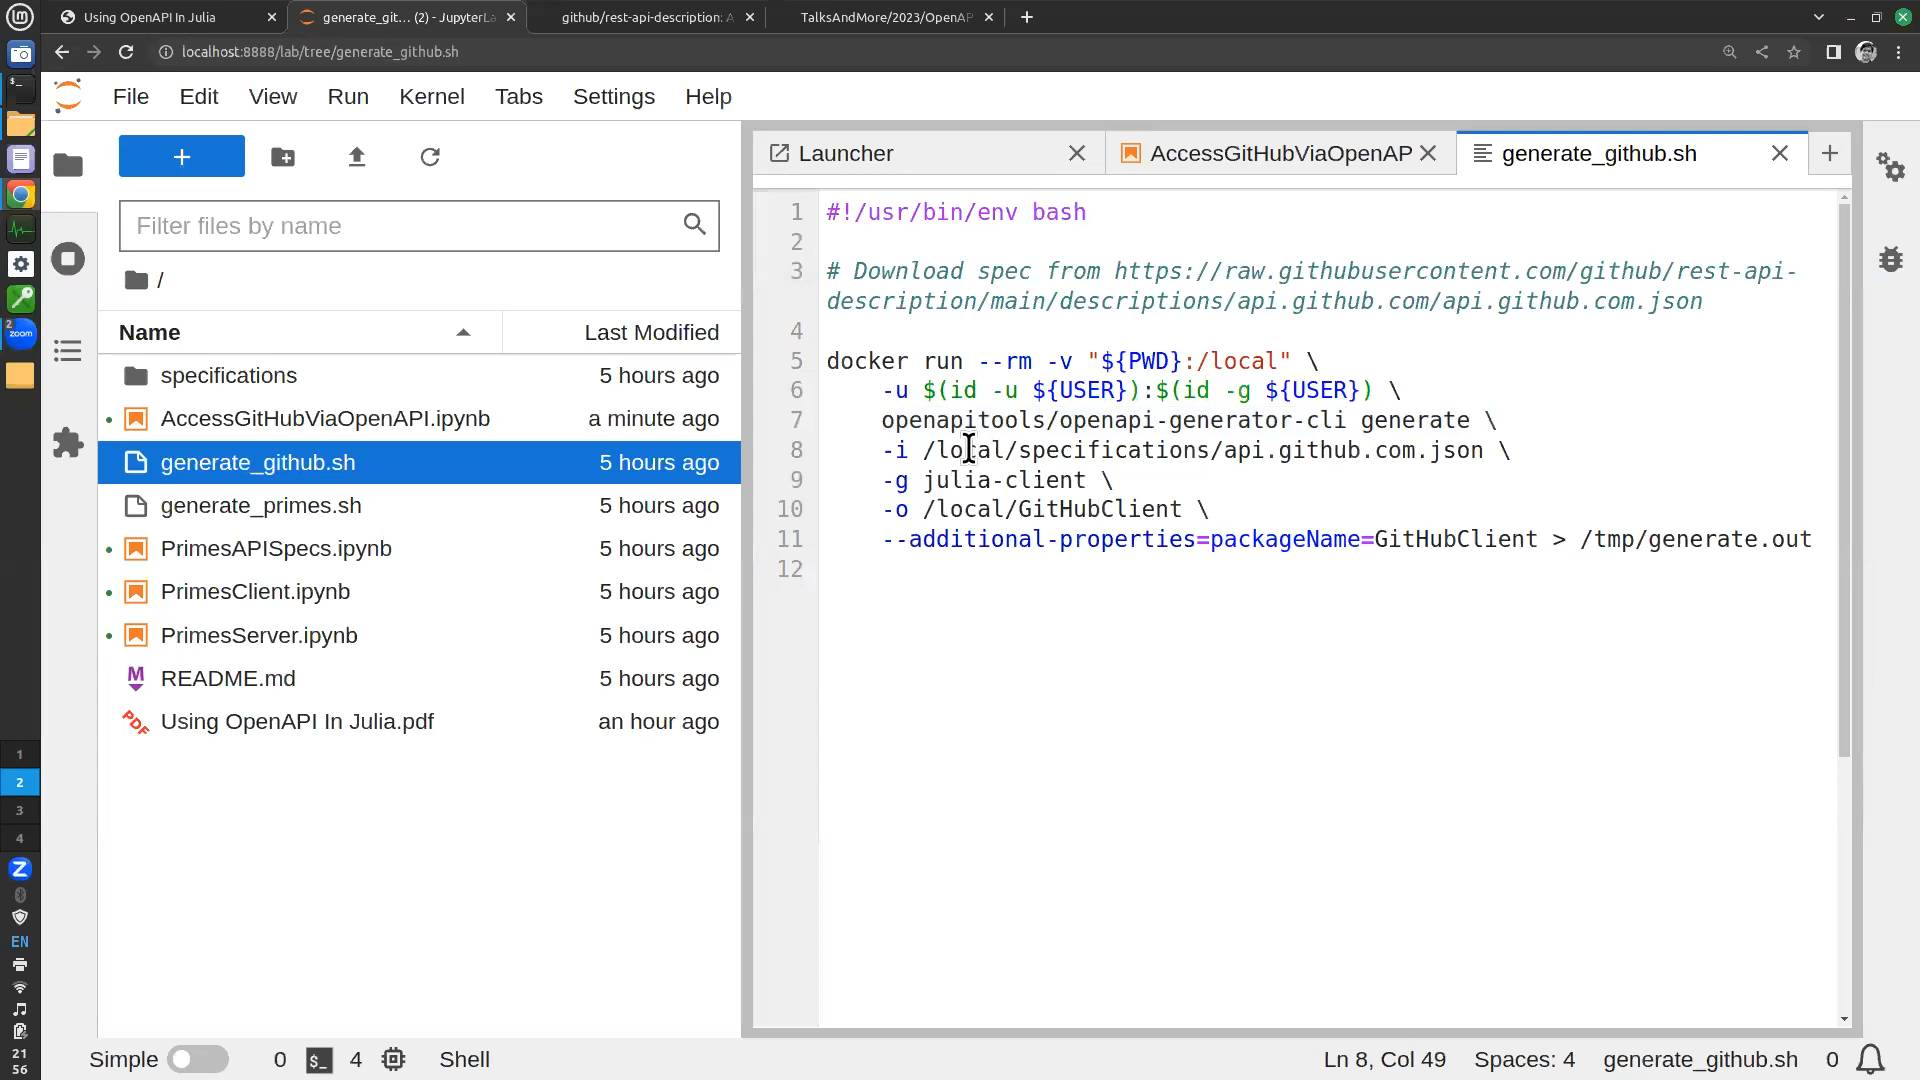 Using OpenAPI In Julia
generate_git… (2) - JupyterLa
github/rest-api-description: A
TalksAndMore/2023/OpenAP
localhost:8888/lab/tree/generate_github.sh
File Edit View Run Kernel Tabs Settings Help
Filter files by name
/
Name Last Modified
specifications 5 hours ago
AccessGitHubViaOpenAPI.ipynb a minute ago
generate_github.sh 5 hours ago
generate_primes.sh 5 hours ago
PrimesAPISpecs.ipynb 5 hours ago
PrimesClient.ipynb 5 hours ago
PrimesServer.ipynb 5 hours ago
M README.md 5 hours ago
PDF Using OpenAPI In Julia.pdf an hour ago
Launcher
AccessGitHubViaOpenAP
generate_github.sh
1 #!/usr/bin/env bash
2
3 # Download spec from https://raw.githubusercontent.com/github/rest-api-
description/main/descriptions/api.github.com/api.github.com.json
4
5 docker run --rm -v "${PWD}:/local" \
6 -u $(id -u ${USER}):$(id -g ${USER}) \
7 openapitools/openapi-generator-cli generate \
8 -i /local/specifications/api.github.com.json \
9 -g julia-client \
10 -o /local/GitHubClient \
11 --additional-properties=packageName=GitHubClient > /tmp/generate.out
12
Simple 0 $_ 4 Shell
Ln 8, Col 49 Spaces: 4 generate_github.sh 0
2
zoom
1
2
3
4
Z
EN
21
56